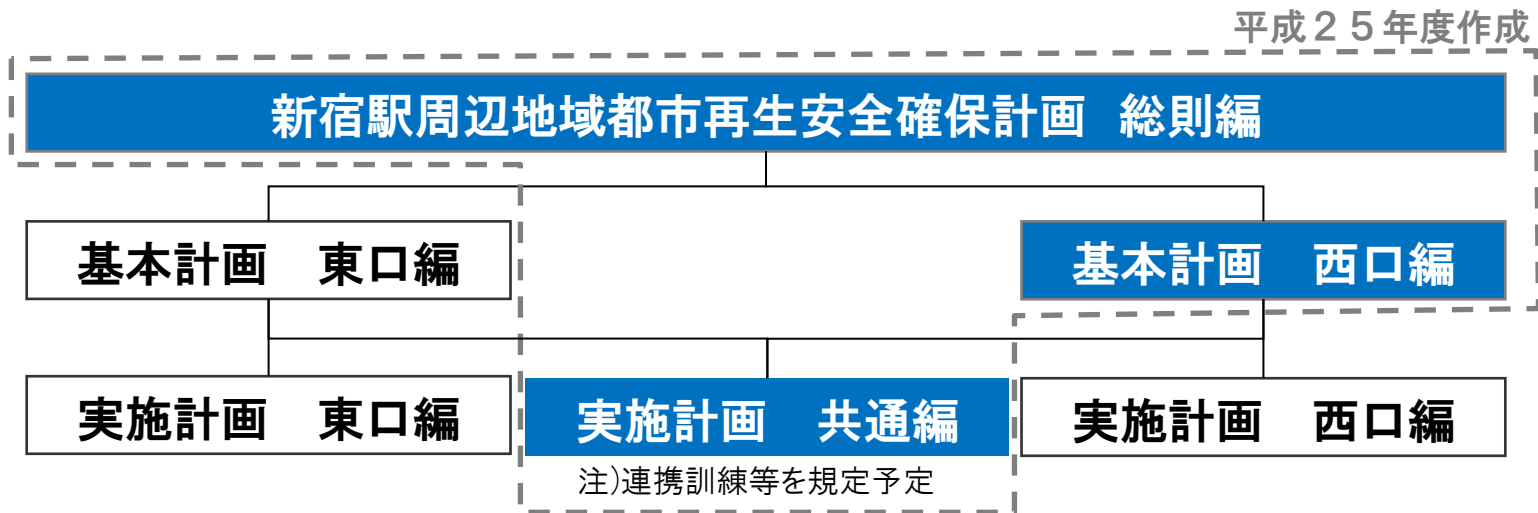 平成２５年度作成
新宿駅周辺地域都市再生安全確保計画　総則編
基本計画　東口編
基本計画　西口編
実施計画　東口編
実施計画　共通編
実施計画　西口編
注）連携訓練等を規定予定